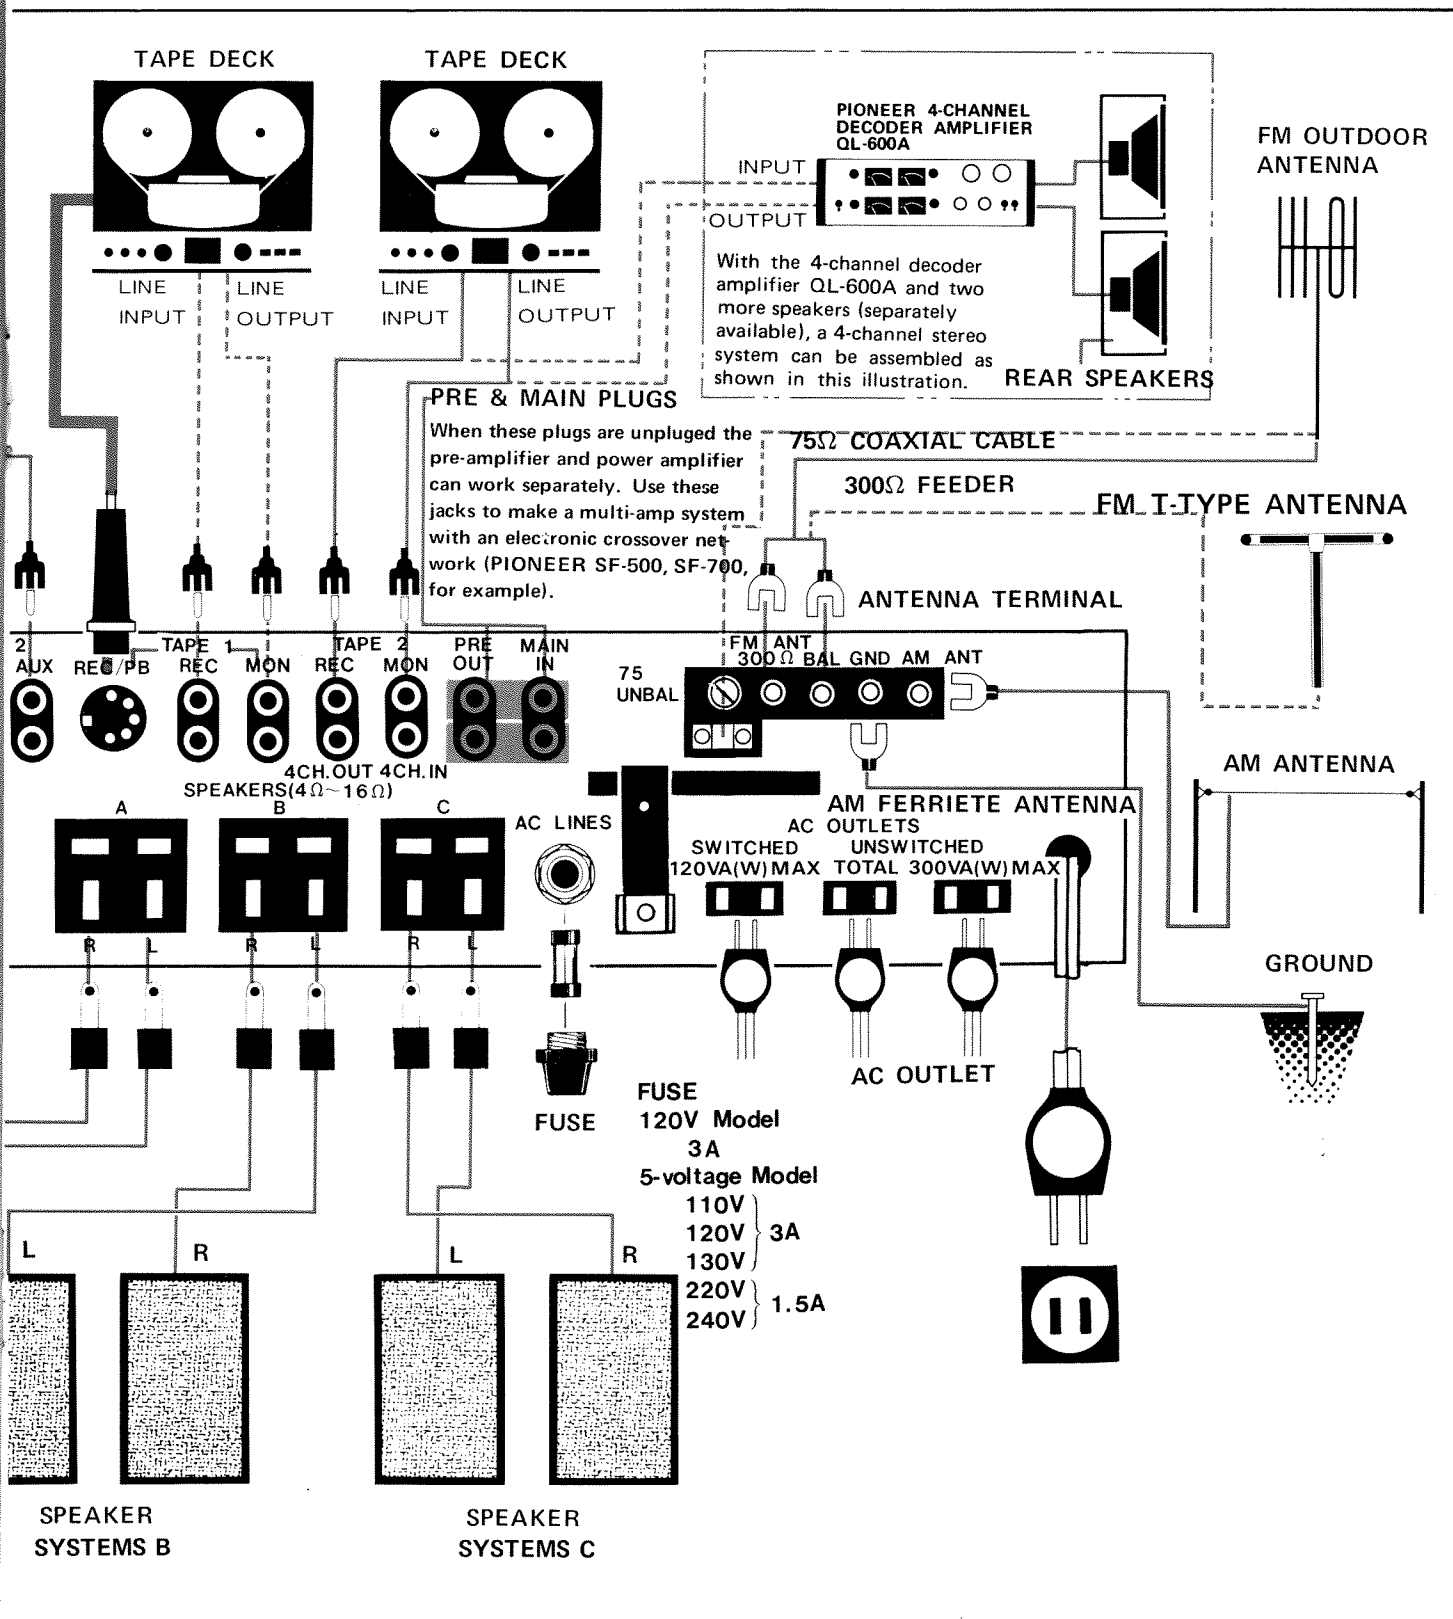 TAPE DECK
TAPE DECK
PIONEER 4-CHANNEL
DECODER AMPLIFIER
QL-600A
INPUT
OUTPUT
With the 4-channel decoder
amplifier QL-600A and two
more speakers (separately
available), a 4-channel stereo
system can be assembled as
shown in this illustration.
REAR SPEAKERS
FM OUTDOOR
ANTENNA
LINE
INPUT
LINE
OUTPUT
LINE
INPUT
LINE
OUTPUT
PRE & MAIN PLUGS
When these plugs are unpluged the
pre-amplifier and power amplifier
can work separately. Use these
jacks to make a multi-amp system
with an electronic crossover net-
work (PIONEER SF-500, SF-700,
for example).
75Ω COAXIAL CABLE
300Ω FEEDER
FM T-TYPE ANTENNA
ANTENNA TERMINAL
2
AUX
REC/PB
TAPE 1
REC
MON
TAPE 2
REC
MON
PRE
OUT
MAIN
IN
4CH.OUT 4CH.IN
75
UNBAL
FM ANT
300Ω BAL GND AM ANT
SPEAKERS(4Ω~16Ω)
A
B
C
R
L
R
L
R
L
AC LINES
AM FERRIETE ANTENNA
AC OUTLETS
SWITCHED
120VA(W)MAX
UNSWITCHED
TOTAL 300VA(W)MAX
AM ANTENNA
GROUND
AC OUTLET
FUSE
FUSE
120V Model
3A
5-voltage Model
110V
120V
130V
3A
220V
240V
1.5A
L
R
L
R
SPEAKER
SYSTEMS B
SPEAKER
SYSTEMS C